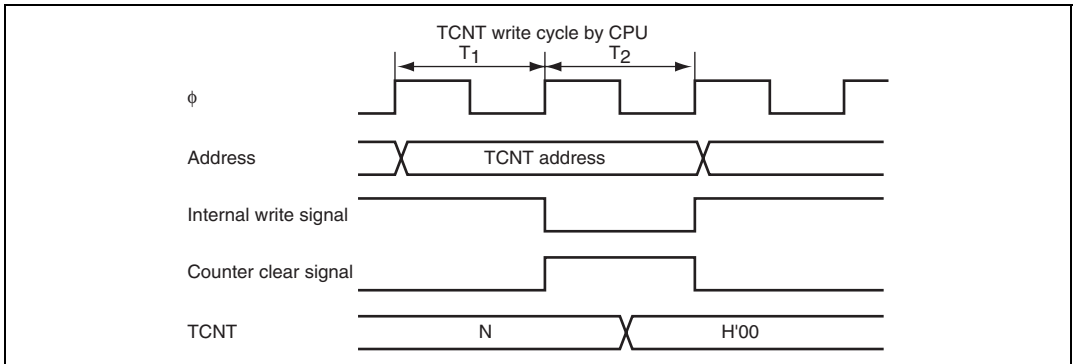 TCNT write cycle by CPU
T1 T2
ϕ
Address TCNT address
Internal write signal
Counter clear signal
TCNT N H'00